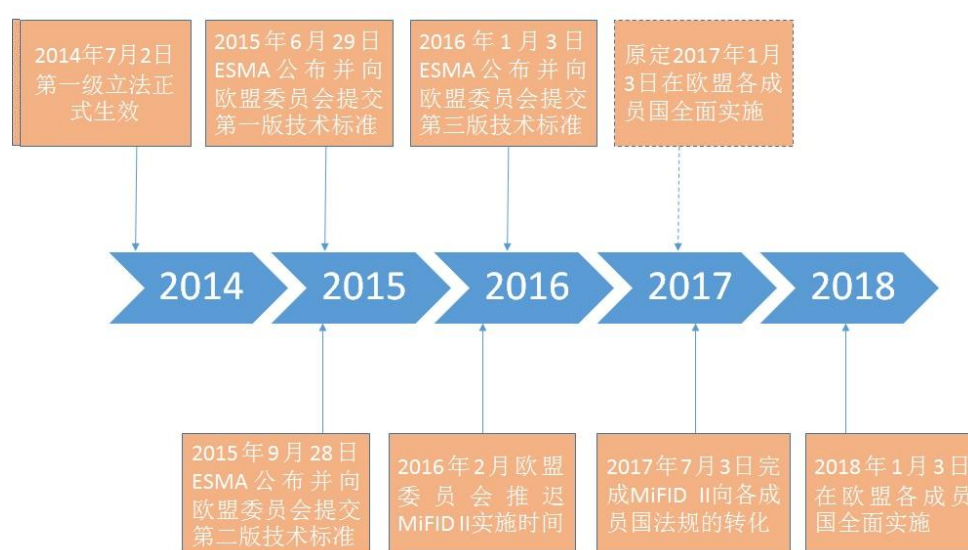 2014年7月2日
第一级立法正
式生效
2015年6月29日
ESMA公布并向
欧盟委员会提交
第一版技术标准
2016年1月3日
ESMA公布并向
欧盟委员会提交
第三版技术标准
原定2017年1月
3日在欧盟各成
员国全面实施
2014
2015
2016
2017
2018
2015年9月28日
ESMA公布并向
欧盟委员会提交
第二版技术标准
2016年2月欧盟
委员会推迟
MiFID II实施时间
2017年7月3日完
成MiFID II向各成
员国法规的转化
2018年1月3日
在欧盟各成员
国全面实施